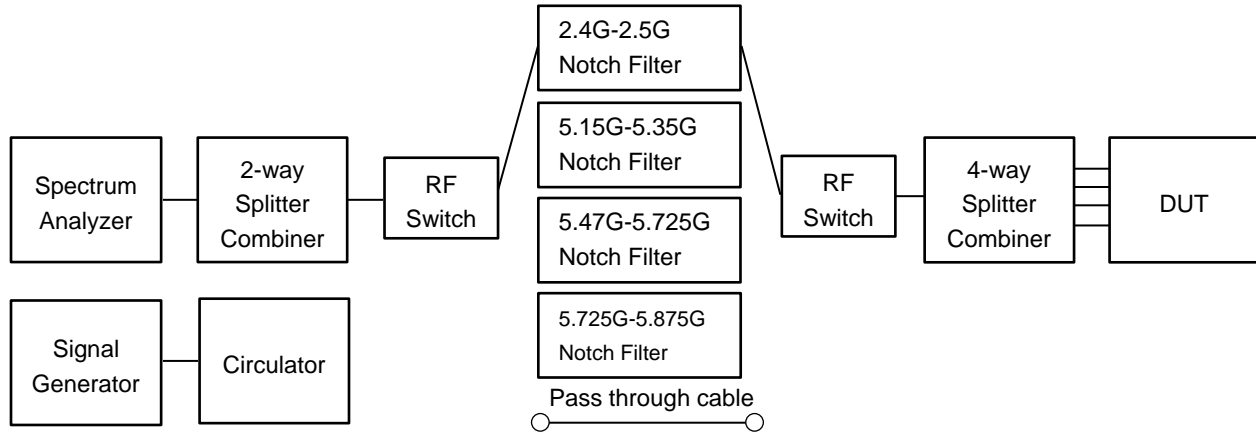 2.4G-2.5G
Notch Filter
5.15G-5.35G
Notch Filter
5.47G-5.725G
Notch Filter
5.725G-5.875G
Notch Filter
Pass through cable
Spectrum
Analyzer
2-way
Splitter
Combiner
RF
Switch
RF
Switch
4-way
Splitter
Combiner
DUT
Signal
Generator
Circulator